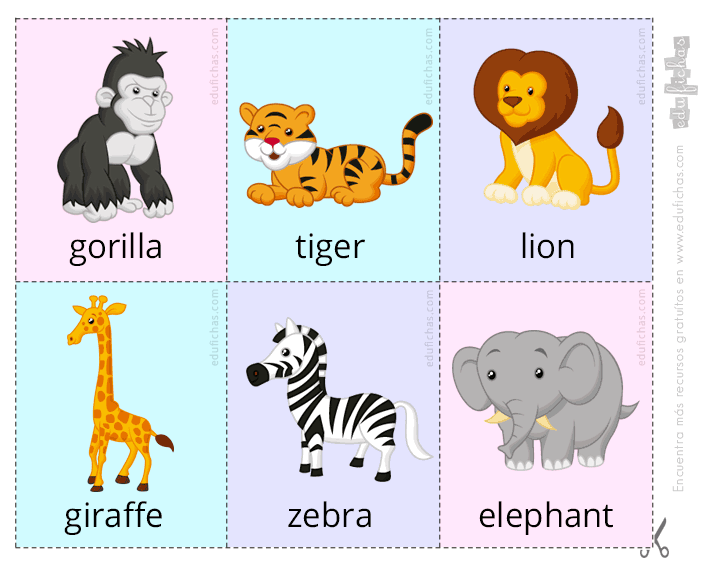 edufichas.com
edufichas.com
edufichas.com
gorilla
tiger
lion
edufichas.com
edufichas.com
edufichas.com
giraffe
zebra
elephant
edufichas
Encuentra más recursos gratuitos en www.edufichas.com